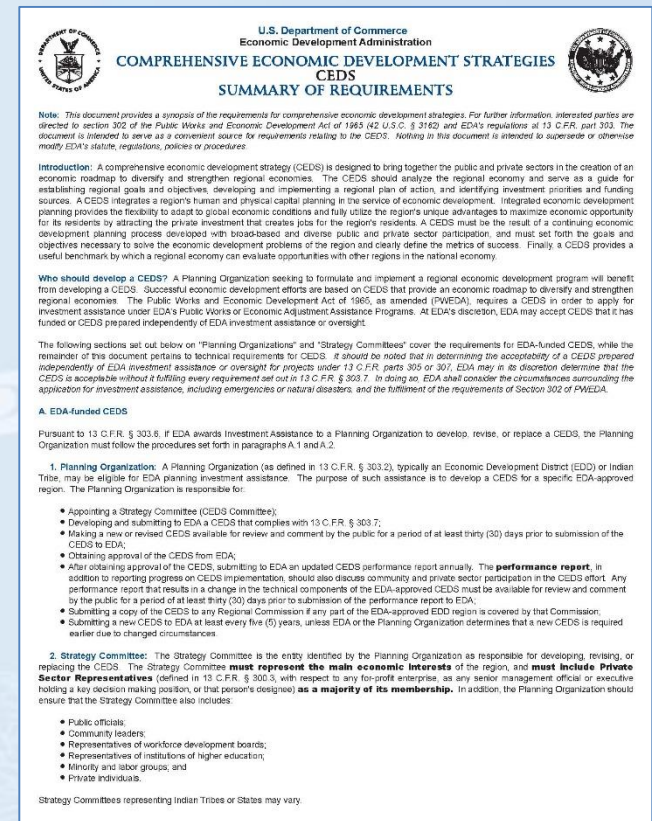 U.S. Department of Commerce
Economic Development Administration
COMPREHENSIVE ECONOMIC DEVELOPMENT STRATEGIES
CEDS
SUMMARY OF REQUIREMENTS
DEPARTMENT OF COMMERCE
UNITED STATES OF AMERICA
Note: This document provides a synopsis of the requirements for comprehensive economic development strategies. For further information, interested parties are
directed to section 302 of the Public Works and Economic Development Act of 1965 (42 U.S.C. § 3162) and EDA's regulations at 13 C.F.R. part 303. The
document is intended to serve as a convenient source for requirements relating to the CEDS. Nothing in this document is intended to supersede or otherwise
modify EDA's statute, regulations, policies or procedures.
Introduction: A comprehensive economic development strategy (CEDS) is designed to bring together the public and private sectors in the creation of an
economic roadmap to diversify and strengthen regional economies. The CEDS should analyze the regional economy and serve as a guide for
establishing regional goals and objectives, developing and implementing a regional plan of action, and identifying investment priorities and funding
sources. A CEDS integrates a region's human and physical capital planning in the service of economic development. Integrated economic development
planning provides the flexibility to adapt to global economic conditions and fully utilize the region's unique advantages to maximize economic opportunity
for its residents by attracting the private investment that creates jobs for the region's residents. A CEDS must be the result of a continuing economic
development planning process developed with broad-based and diverse public and private sector participation, and must set forth the goals and
objectives necessary to solve the economic development problems of the region and clearly define the metrics of success. Finally, a CEDS provides a
useful benchmark by which a regional economy can evaluate opportunities with other regions in the national economy.
Who should develop a CEDS? A Planning Organization seeking to formulate and implement a regional economic development program will benefit
from developing a CEDS. Successful economic development efforts are based on CEDS that provide an economic roadmap to diversify and strengthen
regional economies. The Public Works and Economic Development Act of 1965, as amended (PWEDA), requires a CEDS in order to apply for
investment assistance under EDA's Public Works or Economic Adjustment Assistance Programs. At EDA's discretion, EDA may accept CEDS that it has
funded or CEDS prepared independently of EDA investment assistance or oversight.
The following sections set out below on "Planning Organizations" and "Strategy Committees" cover the requirements for EDA-funded CEDS, while the
remainder of this document pertains to technical requirements for CEDS. It should be noted that in determining the acceptability of a CEDS prepared
independently of EDA investment assistance or oversight for projects under 13 C.F.R. parts 305 or 307, EDA may in its discretion determine that the
CEDS is acceptable without it fulfilling every requirement set out in 13 C.F.R. § 303.7. In doing so, EDA shall consider the circumstances surrounding the
application for investment assistance, including emergencies or natural disasters, and the fulfillment of the requirements of Section 302 of PWEDA.
A. EDA-funded CEDS
Pursuant to 13 C.F.R. § 303.6, if EDA awards Investment Assistance to a Planning Organization to develop, revise, or replace a CEDS, the Planning
Organization must follow the procedures set forth in paragraphs A.1 and A.2.
1. Planning Organization: A Planning Organization (as defined in 13 C.F.R. § 303.2), typically an Economic Development District (EDD) or Indian
Tribe, may be eligible for EDA planning investment assistance. The purpose of such assistance is to develop a CEDS for a specific EDA-approved
region. The Planning Organization is responsible for:
• Appointing a Strategy Committee (CEDS Committee);
• Developing and submitting to EDA a CEDS that complies with 13 C.F.R. § 303.7;
• Making a new or revised CEDS available for review and comment by the public for a period of at least thirty (30) days prior to submission of the
CEDS to EDA;
• Obtaining approval of the CEDS from EDA;
• After obtaining approval of the CEDS, submitting to EDA an updated CEDS performance report annually. The performance report, in
addition to reporting progress on CEDS implementation, should also discuss community and private sector participation in the CEDS effort. Any
performance report that results in a change in the technical components of the EDA-approved CEDS must be available for review and comment
by the public for a period of at least thirty (30) days prior to submission of the performance report to EDA;
• Submitting a copy of the CEDS to any Regional Commission if any part of the EDA-approved EDD region is covered by that Commission;
• Submitting a new CEDS to EDA at least every five (5) years, unless EDA or the Planning Organization determines that a new CEDS is required
earlier due to changed circumstances.
2. Strategy Committee: The Strategy Committee is the entity identified by the Planning Organization as responsible for developing, revising, or
replacing the CEDS. The Strategy Committee must represent the main economic interests of the region, and must include Private
Sector Representatives (defined in 13 C.F.R. § 300.3, with respect to any for-profit enterprise, as any senior management official or executive
holding a key decision making position, or that person's designee) as a majority of its membership. In addition, the Planning Organization should
ensure that the Strategy Committee also includes:
• Public officials;
• Community leaders;
• Representatives of workforce development boards;
• Representatives of institutions of higher education;
• Minority and labor groups; and
• Private individuals.
Strategy Committees representing Indian Tribes or States may vary.